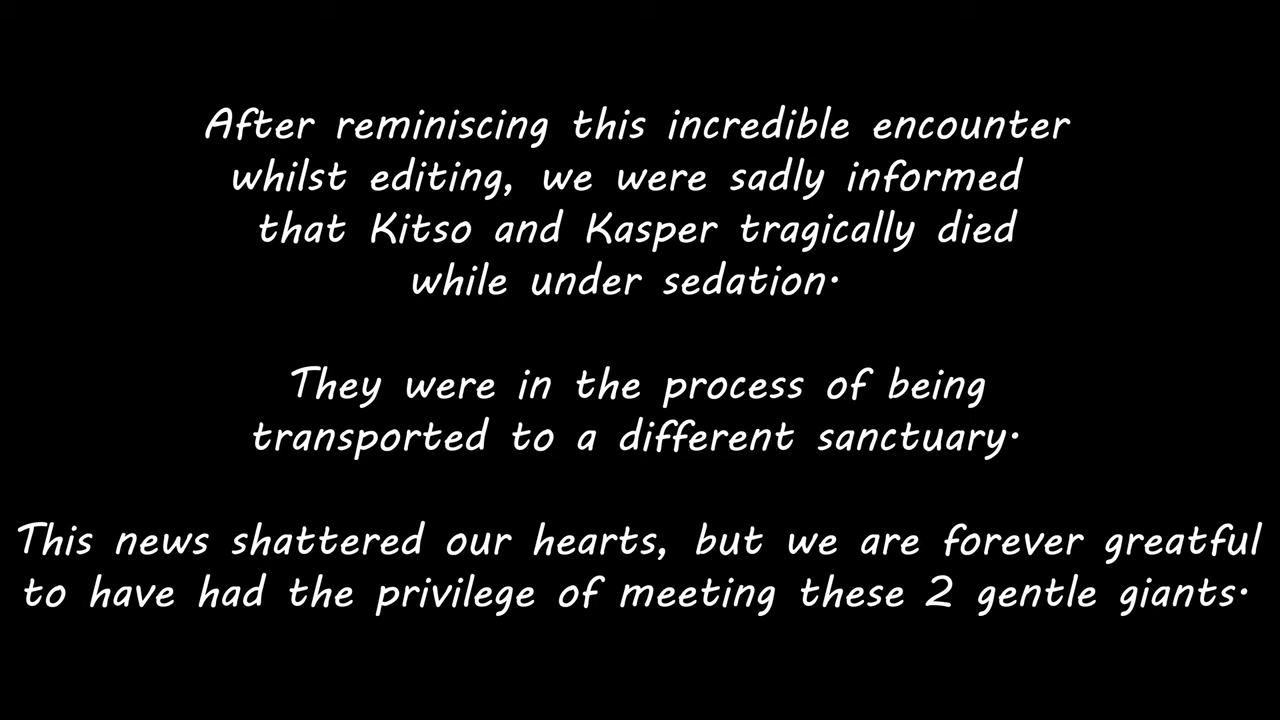 After reminiscing this incredible encounter
whilst editing, we were sadly informed
that Kitso and Kasper tragically died
while under sedation.
They were in the process of being
transported to a different sanctuary.
This news shattered our hearts, but we are forever greatful
to have had the privilege of meeting these 2 gentle giants.